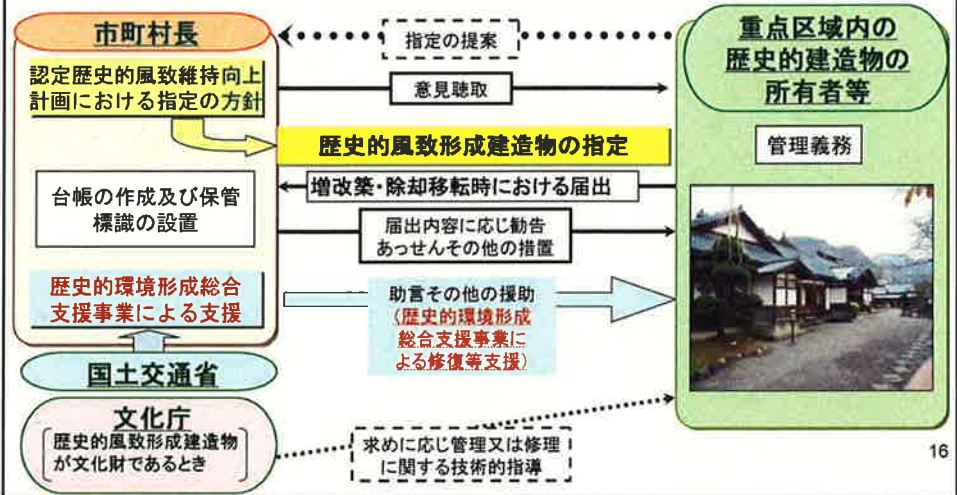 市町村長
認定歴史的風致維持向上
計画における指定の方針
台帳の作成及び保管
標識の設置
歴史的環境形成総合
支援事業による支援
国土交通省
文化庁
歴史的風致形成建造物
が文化財であるとき
指定の提案
意見聴取
歴史的風致形成建造物の指定
増改築・除却移転時における届出
届出内容に応じ勧告
あっせんその他の措置
助言その他の援助
(歴史的環境形成
総合支援事業に
よる修復等支援)
求めに応じ管理又は修理
に関する技術的指導
重点区域内の
歴史的建造物の
所有者等
管理義務
16